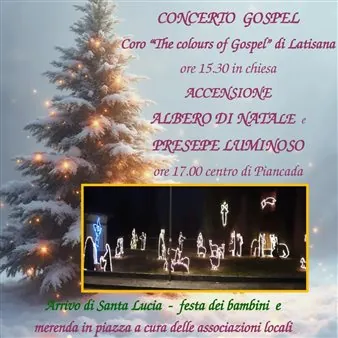 CONCERTO GOSPEL
Coro "The colours of Gospel" di Latisana
ore 15.30 in chiesa
ACCENSIONE
ALBERO DI NATALE e
PRESEPE LUMINOSO
ore 17.00 centro di Piancada
Arrivo di Santa Lucia - festa dei bambini e
merenda in piazza a cura delle associazioni locali